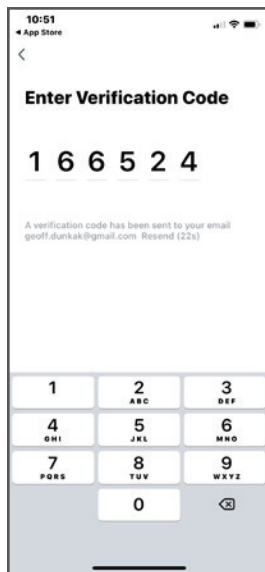 10:51
◀ App Store
Enter Verification Code
1 6 6 5 2 4
A verification code has been sent to your email
geoff.dunkak@gmail.com Resend (22s)
1 2 3
ABC DEF
4 5 6
GHI JKL MNO
7 8 9
PQRS TUV WXYZ
0